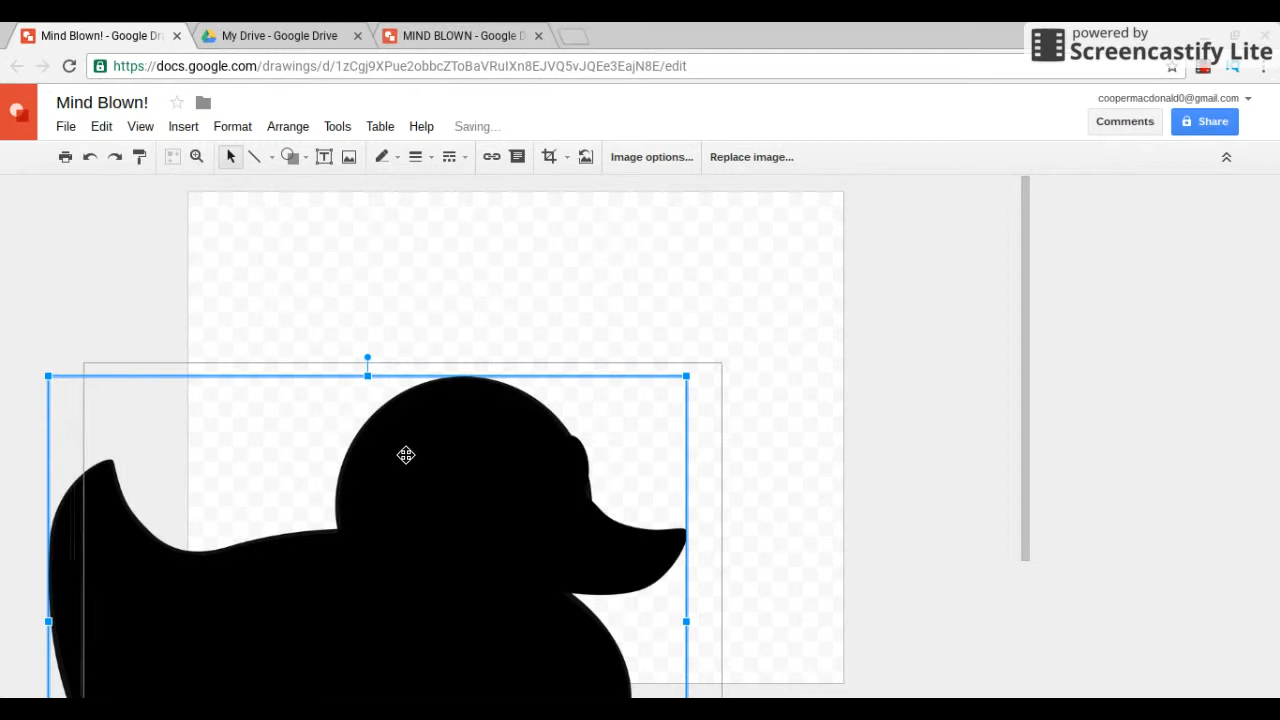 Mind Blown! - Google Dr
My Drive - Google Drive
MIND BLOWN - Google D
powered by
Screencastify Lite
https://docs.google.com/drawings/d/1zCgj9XPue2obbcZToBaVRuIXn8EJVQ5vJQEe3EajN8E/edit
Mind Blown!
coopermacdonald0@gmail.com
File Edit View Insert Format Arrange Tools Table Help Saving...
Comments
Share
Image options...
Replace image...